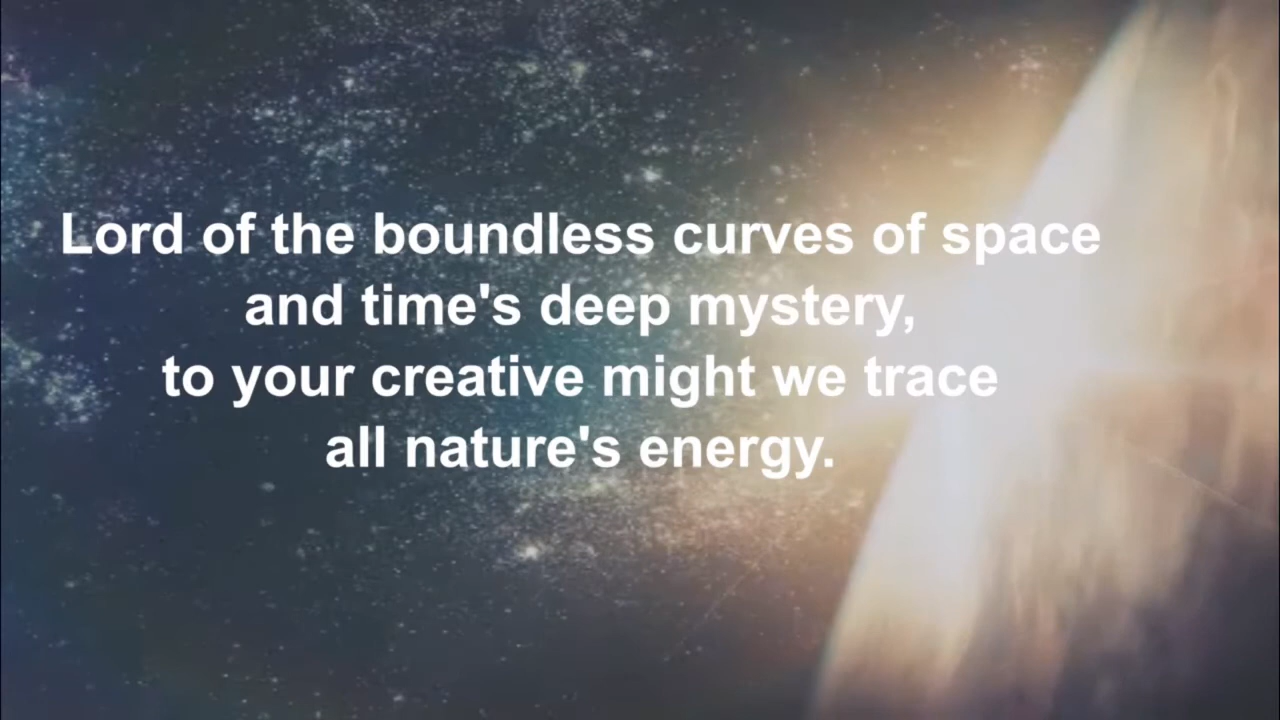 Lord of the boundless curves of space
and time's deep mystery,
to your creative might we trace
all nature's energy.